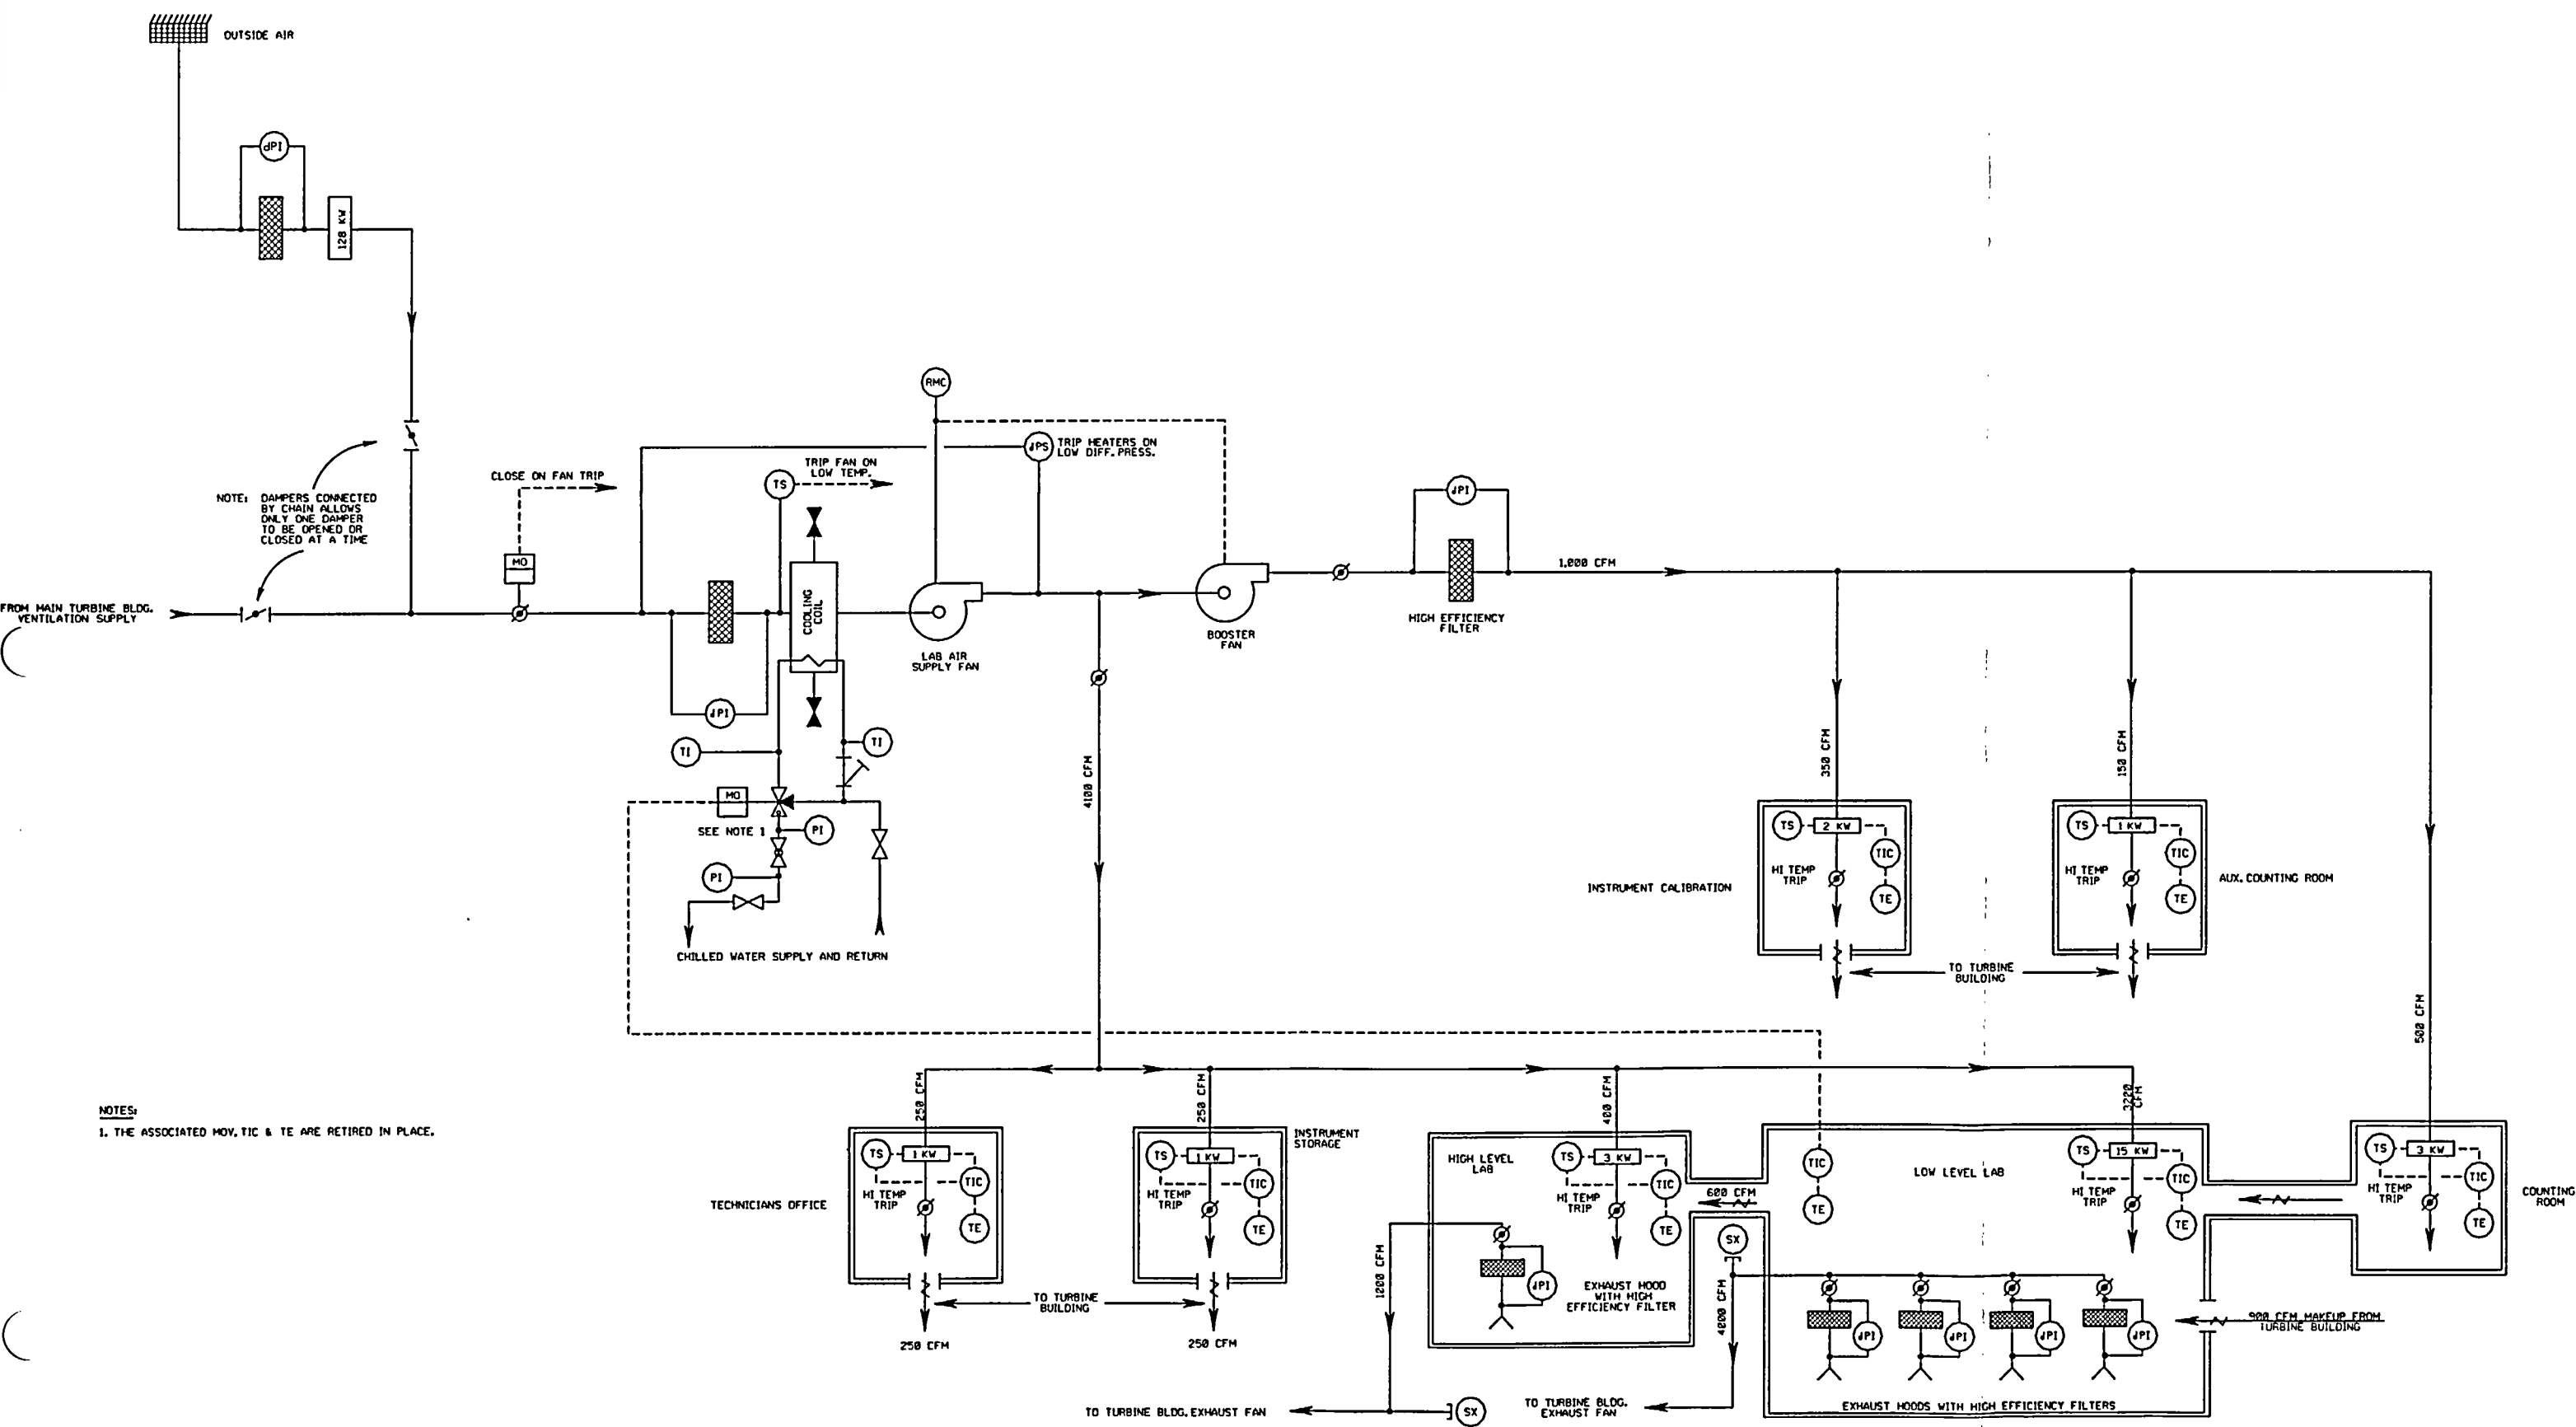 OUTSIDE AIR
dPI
128 KW
RMC
dPS
TRIP HEATERS ON
LOW DIFF. PRESS.
TRIP FAN ON
LOW TEMP.
TS
CLOSE ON FAN TRIP
dPI
NOTE: DAMPERS CONNECTED
BY CHAIN ALLOWS
ONLY ONE DAMPER
TO BE OPENED OR
CLOSED AT A TIME
MO
1,000 CFM
FROM MAIN TURBINE BLDG.
VENTILATION SUPPLY
COOLING
COIL
LAB AIR
SUPPLY FAN
BOOSTER
FAN
HIGH EFFICIENCY
FILTER
dPI
TI
TI
350 CFM
150 CFM
4100 CFM
MO
SEE NOTE 1
PI
PI
CHILLED WATER SUPPLY AND RETURN
TS
2 KW
TIC
HI TEMP
TRIP
TE
INSTRUMENT CALIBRATION
TS
1 KW
TIC
HI TEMP
TRIP
TE
AUX. COUNTING ROOM
TO TURBINE
BUILDING
500 CFM
NOTES:
1. THE ASSOCIATED MOV, TIC & TE ARE RETIRED IN PLACE.
250 CFM
250 CFM
400 CFM
3220
CFM
TS
1 KW
TIC
HI TEMP
TRIP
TE
TECHNICIANS OFFICE
TS
1 KW
TIC
HI TEMP
TRIP
TE
INSTRUMENT
STORAGE
HIGH LEVEL
LAB
TS
3 KW
TIC
HI TEMP
TRIP
TE
600 CFM
TIC
TE
LOW LEVEL LAB
TS
15 KW
TIC
HI TEMP
TRIP
TE
TS
3 KW
TIC
HI TEMP
TRIP
TE
COUNTING
ROOM
SX
1000 CFM
dPI
EXHAUST HOOD
WITH HIGH
EFFICIENCY FILTER
4000 CFM
TO TURBINE
BUILDING
250 CFM
250 CFM
dPI
dPI
dPI
dPI
900 CFM MAKEUP FROM
TURBINE BUILDING
EXHAUST HOODS WITH HIGH EFFICIENCY FILTERS
TO TURBINE BLDG. EXHAUST FAN
SX
TO TURBINE BLDG.
EXHAUST FAN